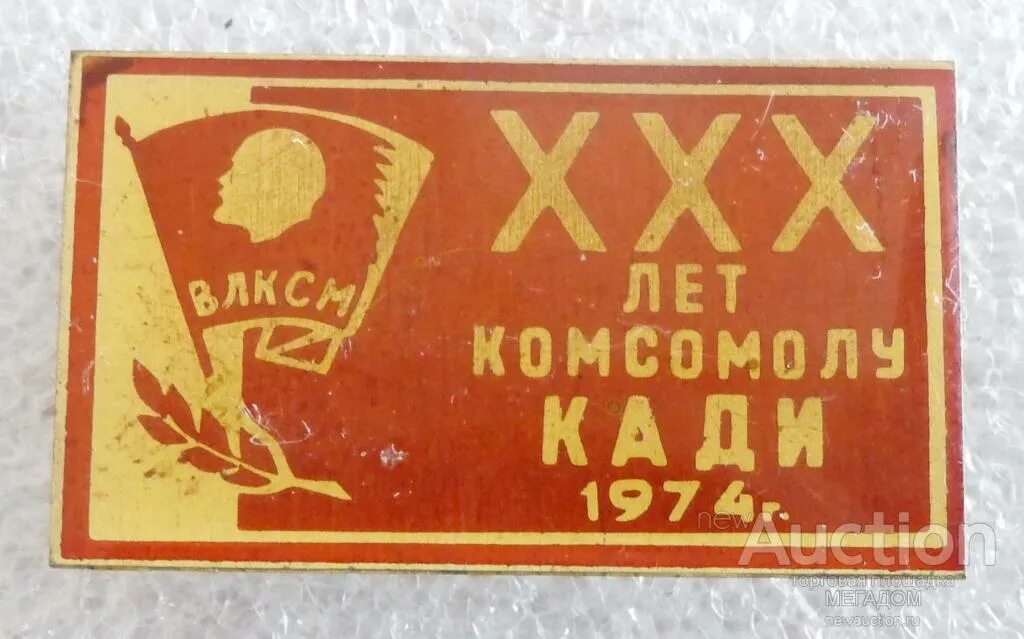 ВЛКСМ
XXX
ЛЕТ
КОМСОМОЛУ
КАДИ
1974г.
newAuction
торговая площадка
МЕГАДОМ
newauction.ru